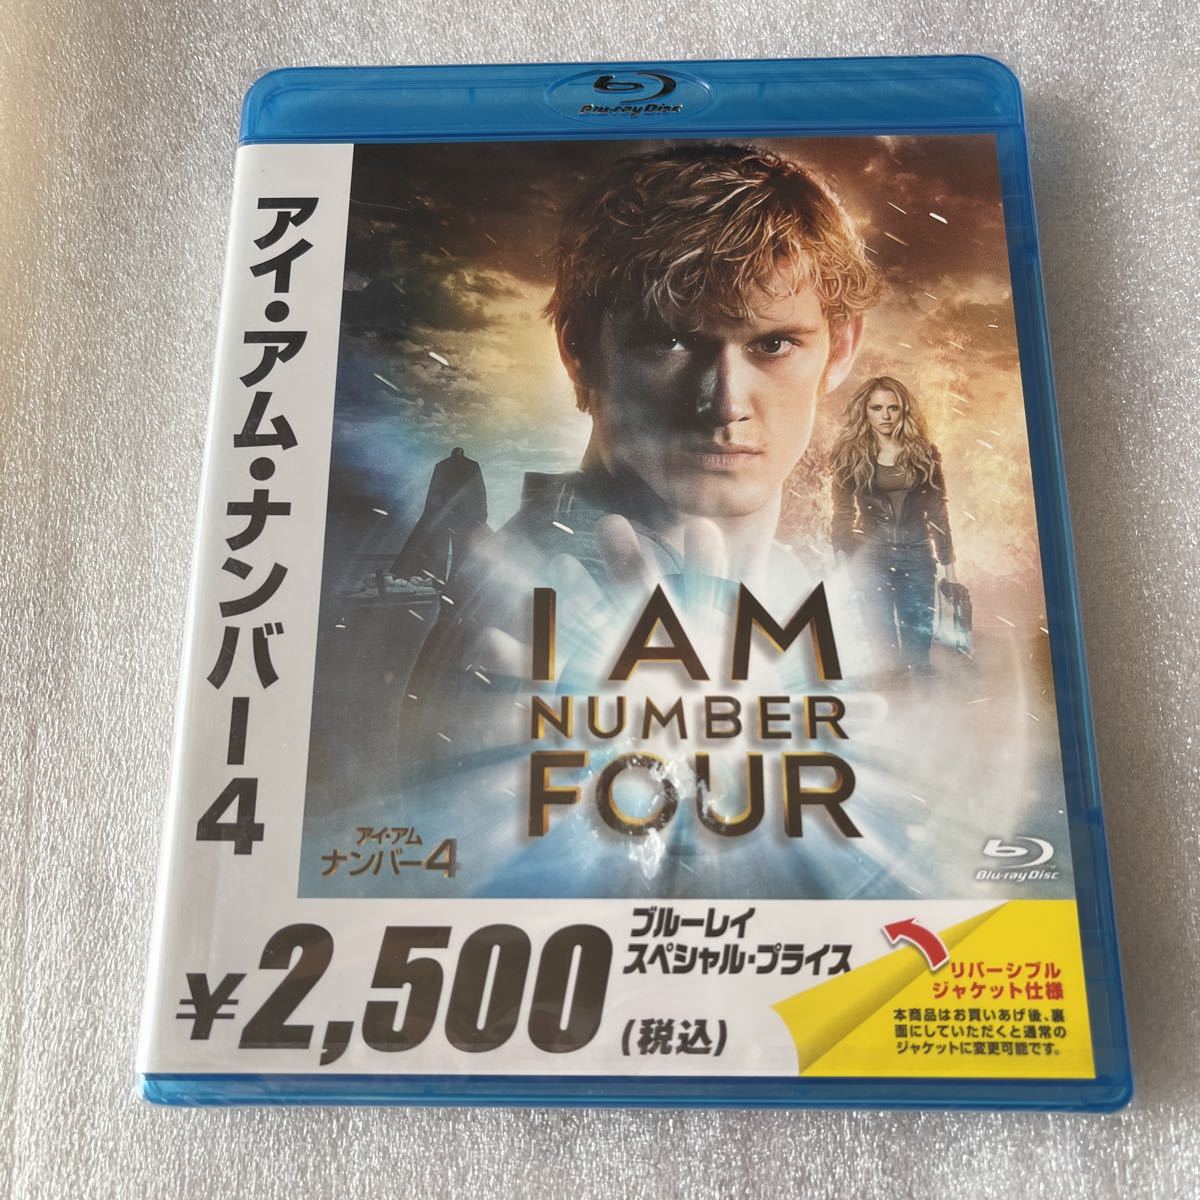 Blu-ray Disc
アイ・アム・ナンバー4
I AM
NUMBER
FOUR
アイ・アム
ナンバー4
Blu-ray Disc
¥2,500
ブルーレイ
スペシャル・プライス
(税込)
リバーシブル
ジャケット仕様
本商品はお買いあげ後、裏
面にしていただくと通常の
ジャケットに変更可能です。